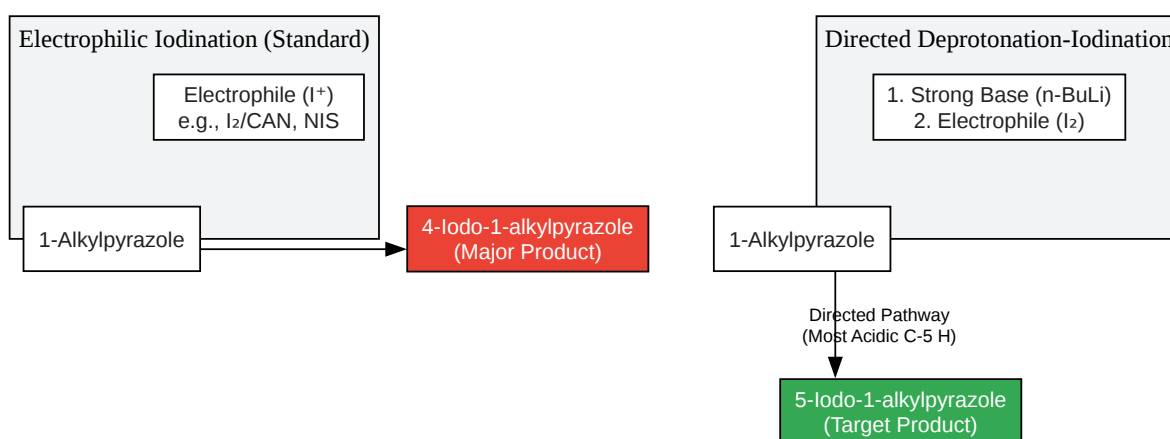 Electrophilic Iodination (Standard)
Electrophile (I⁺)
e.g., I₂/CAN, NIS
1-Alkylpyrazole
4-Iodo-1-alkylpyrazole
(Major Product)
Directed Deprotonation-Iodination
1. Strong Base (n-BuLi)
2. Electrophile (I₂)
1-Alkylpyrazole
Directed Pathway
(Most Acidic C-5 H)
5-Iodo-1-alkylpyrazole
(Target Product)